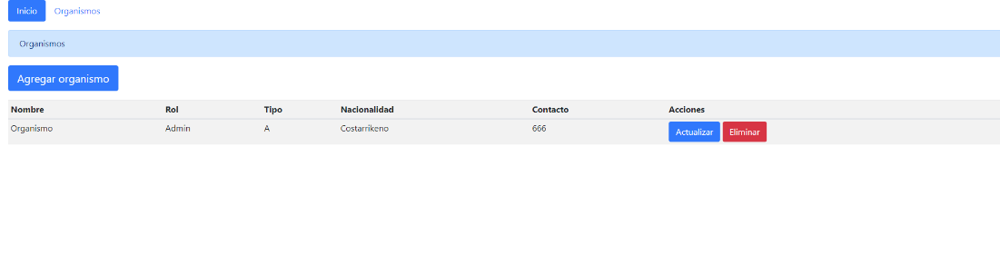 Inicio Organismos
Organismos
Agregar organismo
Nombre Rol Tipo Nacionalidad Contacto Acciones
Organismo Admin A Costarrikeno 666 Actualizar Eliminar